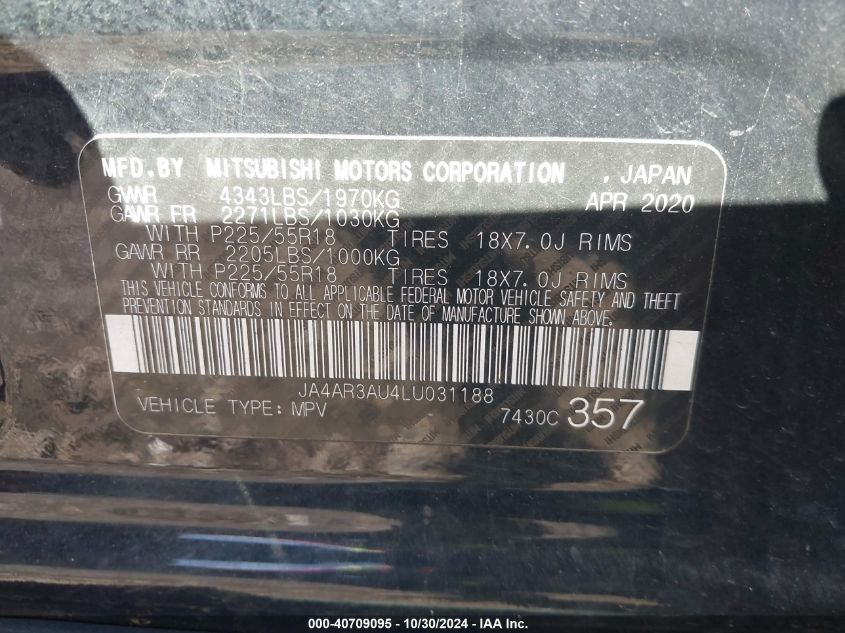 MFD.BY MITSUBISHI MOTORS CORPORATION , JAPAN
GVWR 4343LBS/1970KG APR 2020
GAWR FR 2271LBS/1030KG
WITH P225/55R18 TIRES 18X7.0J RIMS
GAWR RR 2205LBS/1000KG
WITH P225/55R18 TIRES 18X7.0J RIMS
THIS VEHICLE CONFORMS TO ALL APPLICABLE FEDERAL MOTOR VEHICLE SAFETY AND THEFT
PREVENTION STANDARDS IN EFFECT ON THE DATE OF MANUFACTURE SHOWN ABOVE.
JA4AR3AU4LU031188
VEHICLE TYPE: MPV 7430C 357
000-40709095 - 10/30/2024 - www.iaai.com